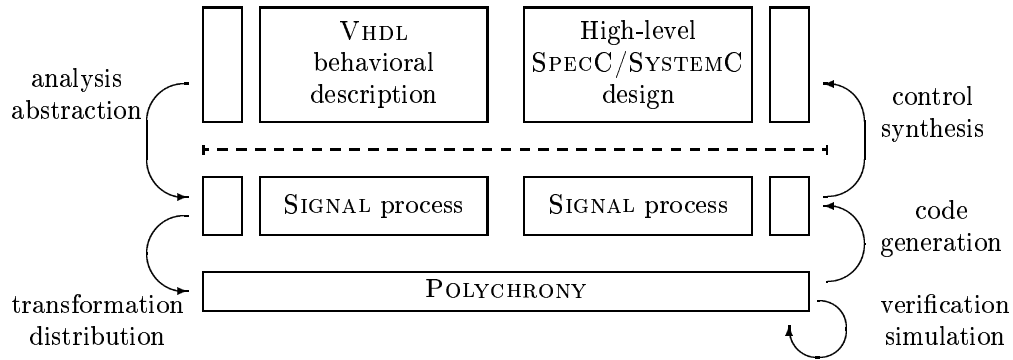 VHDL
behavioral
description
High-level
SPECC/SYSTEMC
design
analysis
abstraction
control
synthesis
SIGNAL process
SIGNAL process
code
generation
POLYCHRONY
transformation
distribution
verification
simulation